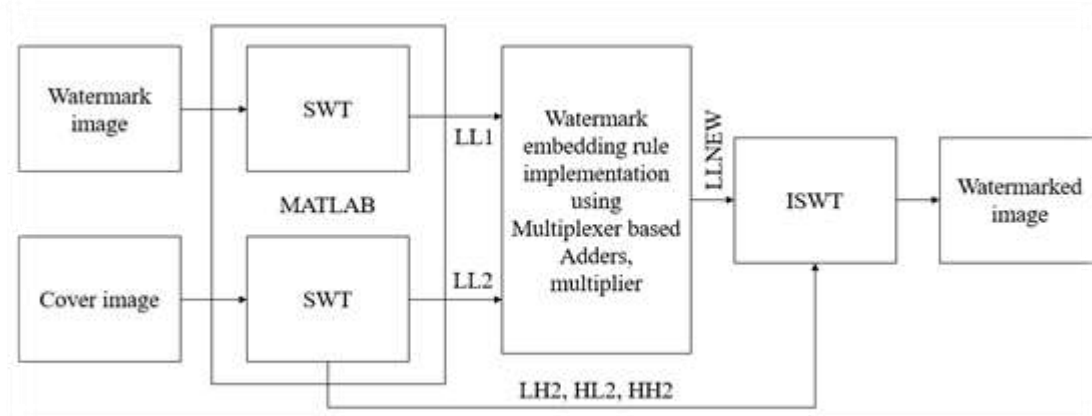 Watermark
image
SWT
LL1
MATLAB
Cover image
SWT
LL2
Watermark
embedding rule
implementation
using
Multiplexer based
Adders,
multiplier
LLNEW
ISWT
Watermarked
image
LH2, HL2, HH2